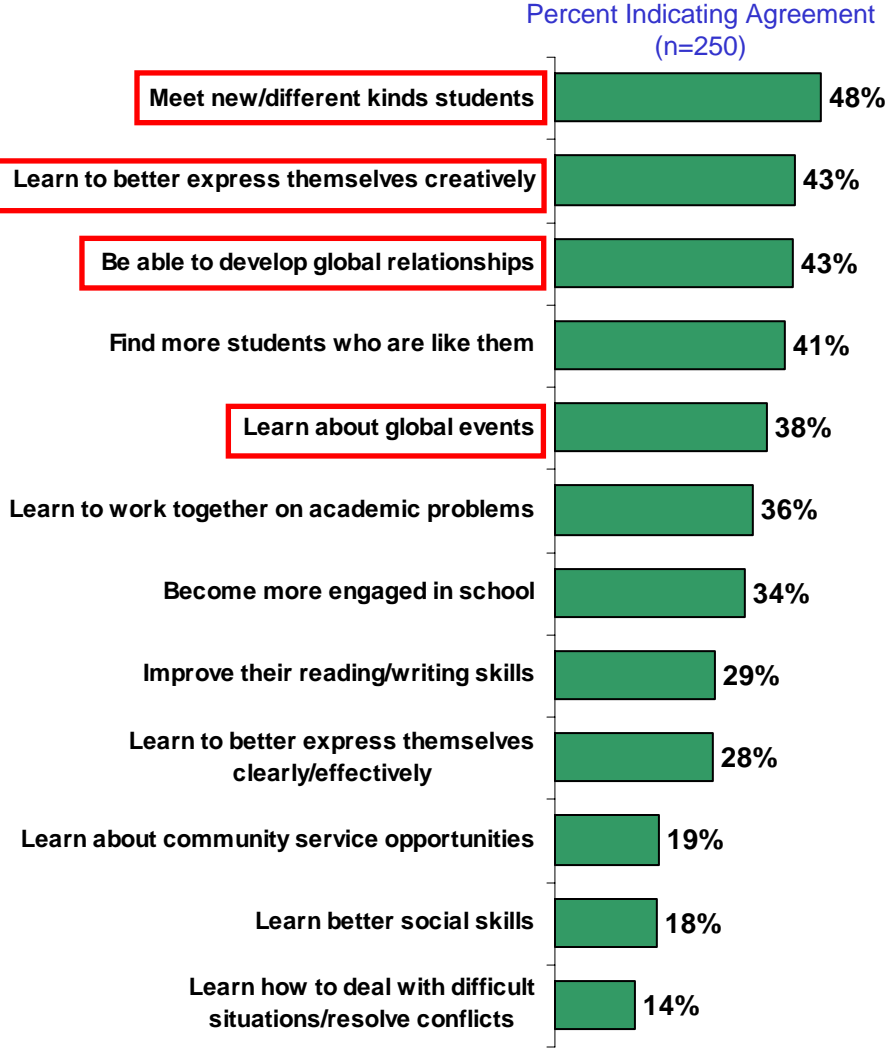 Percent Indicating Agreement
(n=250)
Meet new/different kinds students
48%
Learn to better express themselves creatively
43%
Be able to develop global relationships
43%
Find more students who are like them
41%
Learn about global events
38%
Learn to work together on academic problems
36%
Become more engaged in school
34%
Improve their reading/writing skills
29%
Learn to better express themselves
clearly/effectively
28%
Learn about community service opportunities
19%
Learn better social skills
18%
Learn how to deal with difficult
situations/resolve conflicts
14%